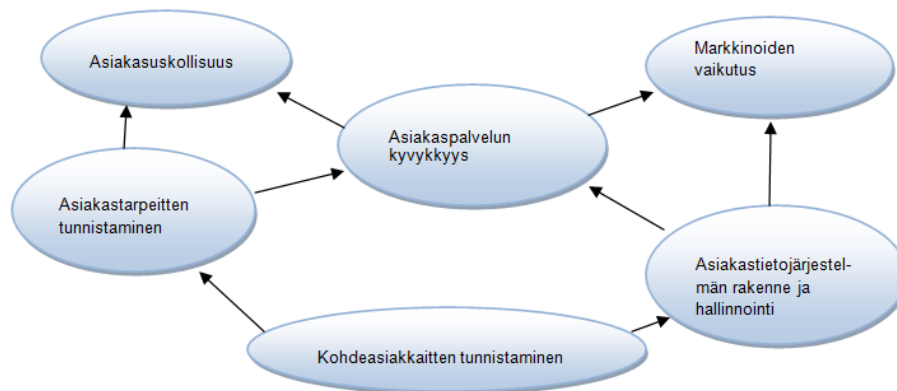 Asiakasuskollisuus
Markkinoiden
vaikutus
Asiakaspalvelun
kyvykkyys
Asiakastarpeitten
tunnistaminen
Asiakastietojärjestel-
män rakenne ja
hallinnointi
Kohdeasiakkaitten tunnistaminen